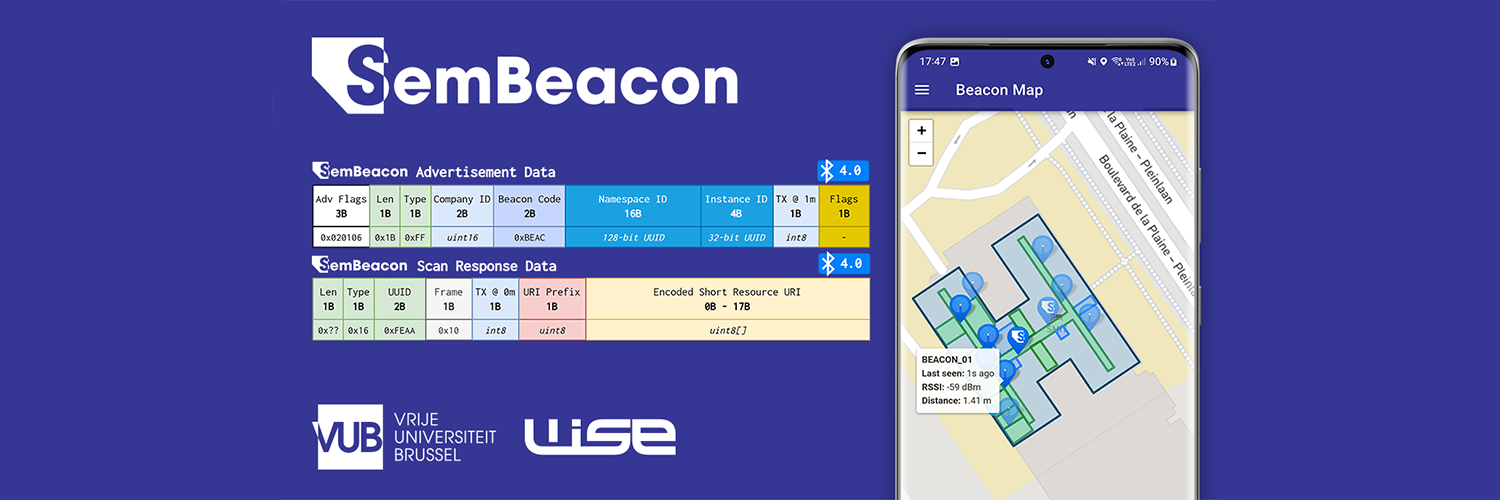 SemBeacon
SemBeacon Advertisement Data
4.0
Adv Flags Len Type Company ID Beacon Code Namespace ID Instance ID TX @ 1m Flags
3B 1B 1B 2B 2B 16B 4B 1B 1B
0x020106 0x1B 0xFF uint16 0xBEAC 128-bit UUID 32-bit UUID int8 -
SemBeacon Scan Response Data
4.0
Len Type UUID Frame TX @ 0m URI Prefix Encoded Short Resource URI
1B 1B 2B 1B 1B 1B 0B - 17B
0x?? 0x16 0xFEAA 0x10 int8 uint8 uint8[]
VUB
VRIJE
UNIVERSITEIT
BRUSSEL
WISE
17:47
90%
Beacon Map
+
−
la Plaine - Pleinlaan
Boulevard de la Plaine - Pleinl
BEACON_01
Last seen: 1s ago
RSSI: -59 dBm
Distance: 1.41 m